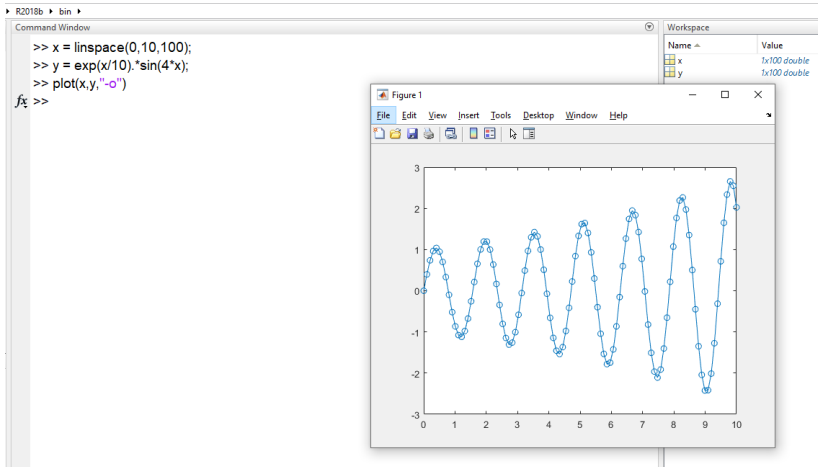 R2018b bin
Command Window
>> x = linspace(0,10,100);
>> y = exp(x/10).*sin(4*x);
>> plot(x,y,"-o")
fx >>
Workspace
Name Value
x 1x100 double
y 1x100 double
Figure 1
File Edit View Insert Tools Desktop Window Help
3
2
1
0
-1
-2
-3
0 1 2 3 4 5 6 7 8 9 10